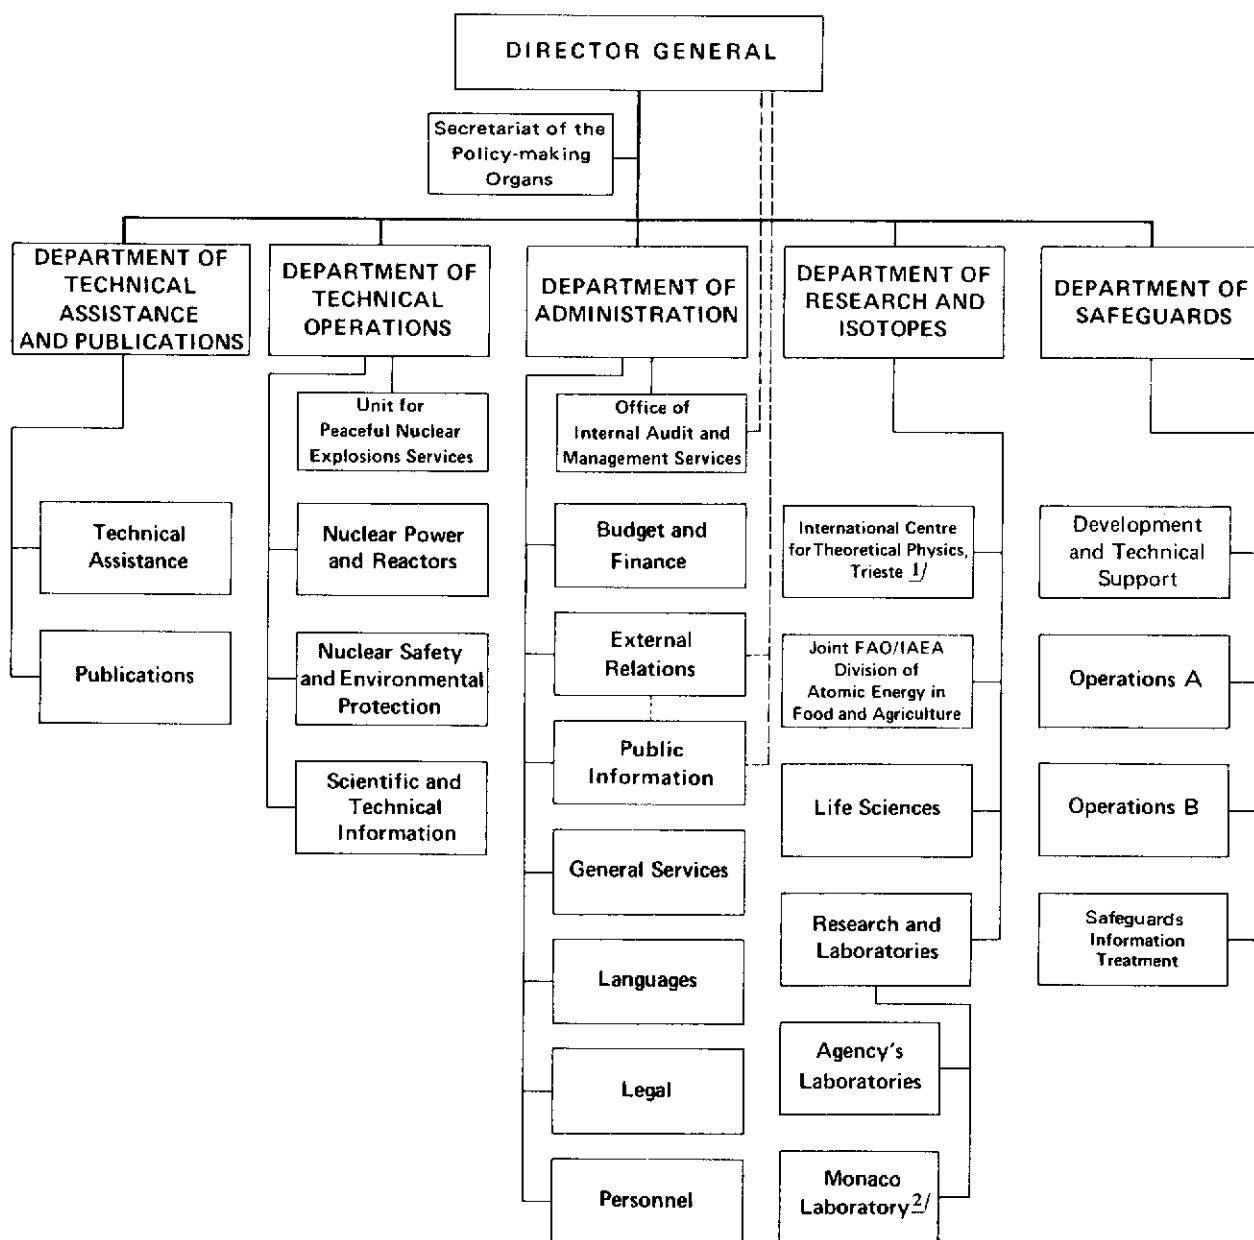 DIRECTOR GENERAL
Secretariat of the
Policy-making
Organs
DEPARTMENT OF
TECHNICAL
ASSISTANCE
AND PUBLICATIONS
DEPARTMENT OF
TECHNICAL
OPERATIONS
DEPARTMENT OF
ADMINISTRATION
DEPARTMENT OF
RESEARCH AND
ISOTOPES
DEPARTMENT OF
SAFEGUARDS
Technical
Assistance
Publications
Unit for
Peaceful Nuclear
Explosions Services
Nuclear Power
and Reactors
Nuclear Safety
and Environmental
Protection
Scientific and
Technical
Information
Office of
Internal Audit and
Management Services
Budget and
Finance
External
Relations
Public
Information
General Services
Languages
Legal
Personnel
International Centre
for Theoretical Physics,
Trieste 1/
Joint FAO/IAEA
Division of
Atomic Energy in
Food and Agriculture
Life Sciences
Research and
Laboratories
Agency's
Laboratories
Monaco
Laboratory 2/
Development
and Technical
Support
Operations A
Operations B
Safeguards
Information
Treatment